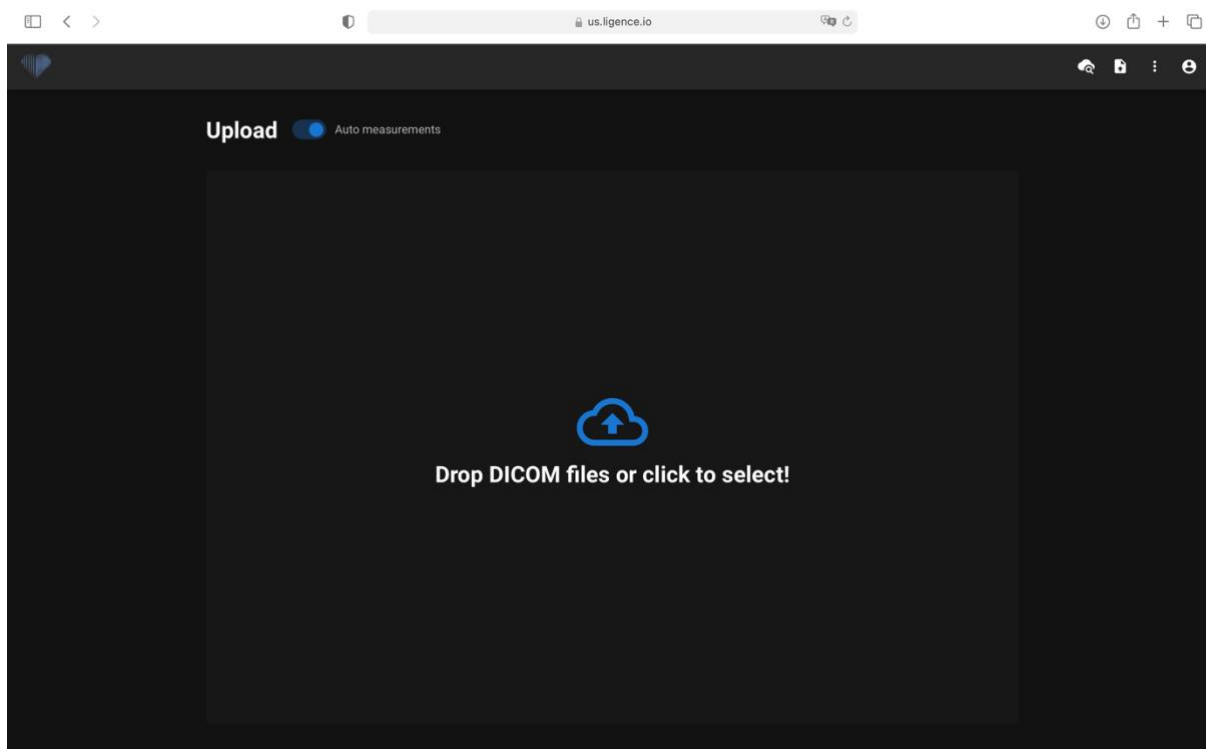 us.ligence.io
Upload Auto measurements
Drop DICOM files or click to select!